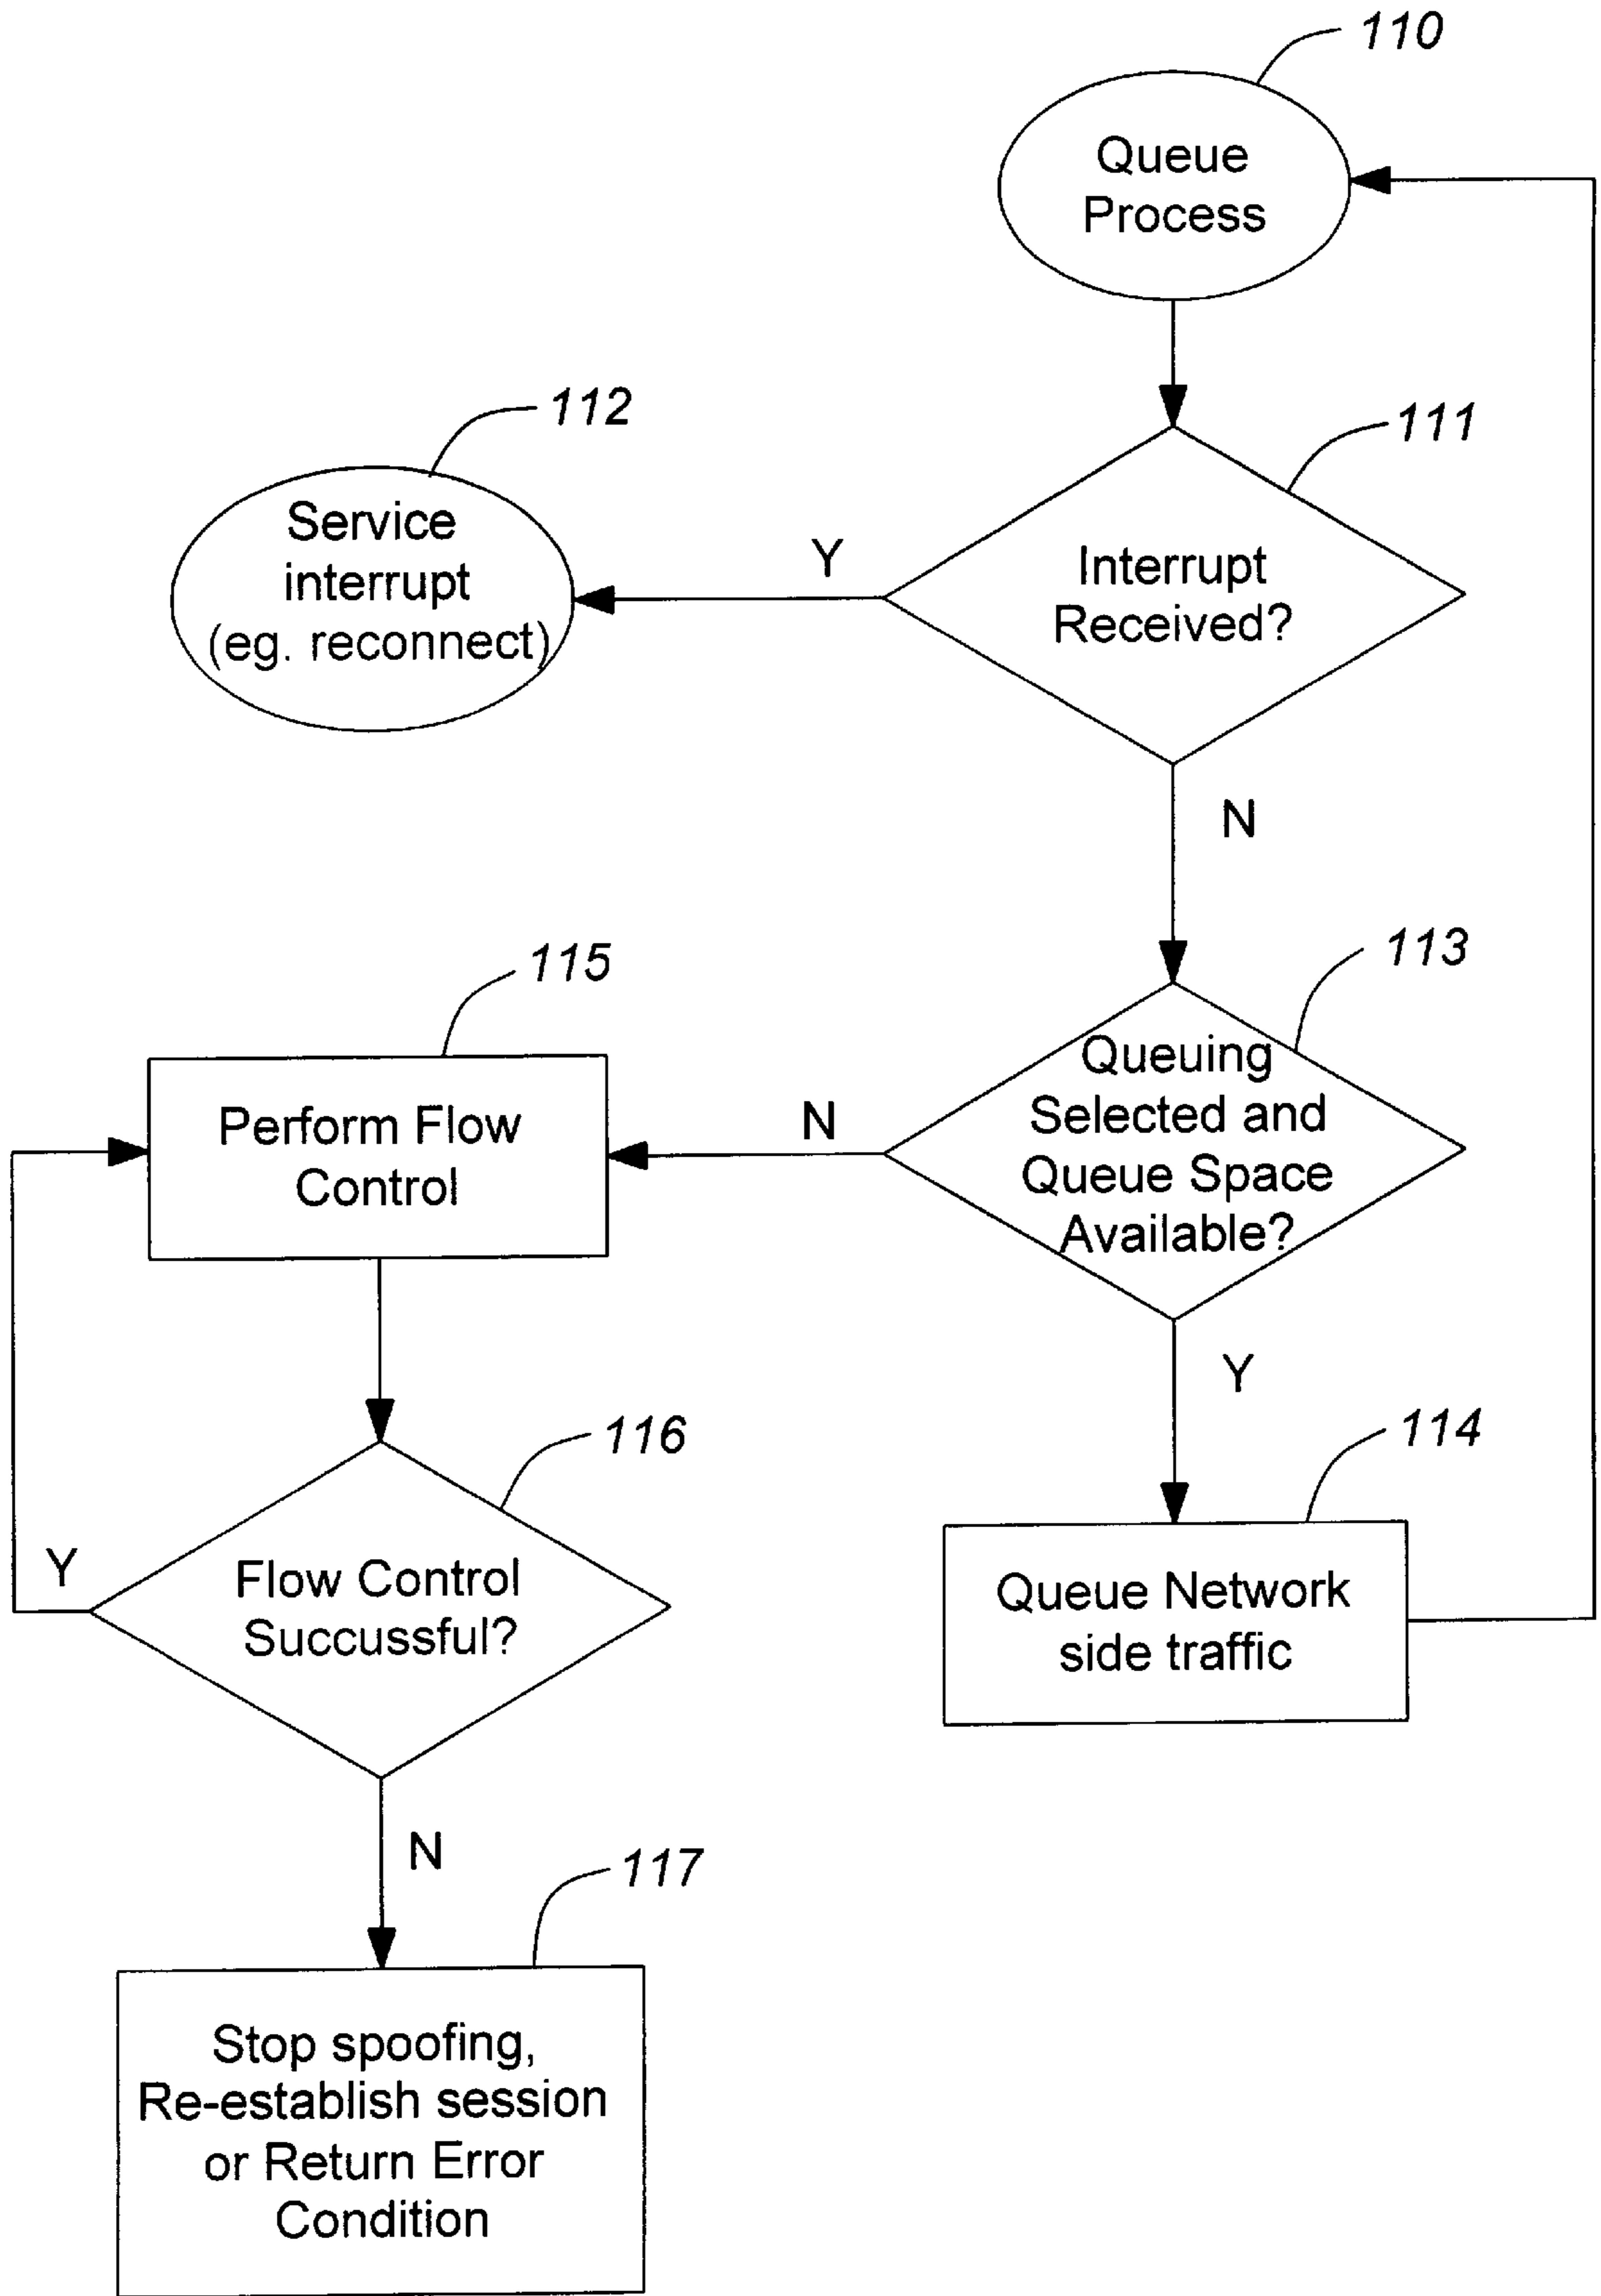 110
Queue
Process
112
111
Service
interrupt
(eg. reconnect)
Y
Interrupt
Received?
N
115
113
Perform Flow
Control
N
Queuing
Selected and
Queue Space
Available?
Y
116
114
Y
Flow Control
Succussful?
Queue Network
side traffic
N
117
Stop spoofing,
Re-establish session
or Return Error
Condition